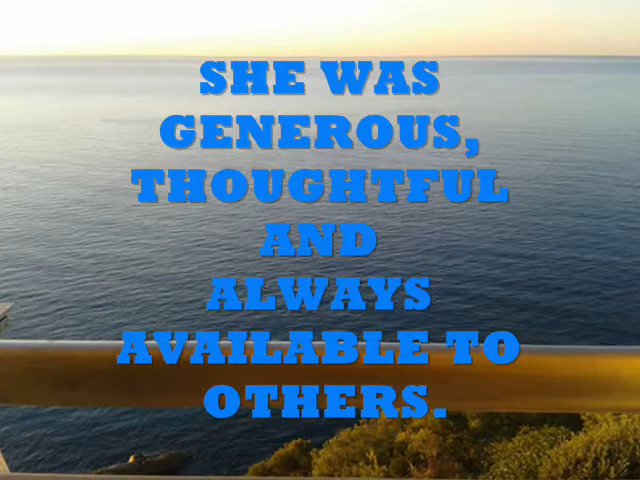 SHE WAS
GENEROUS,
THOUGHTFUL
AND
ALWAYS
AVAILABLE TO
OTHERS.